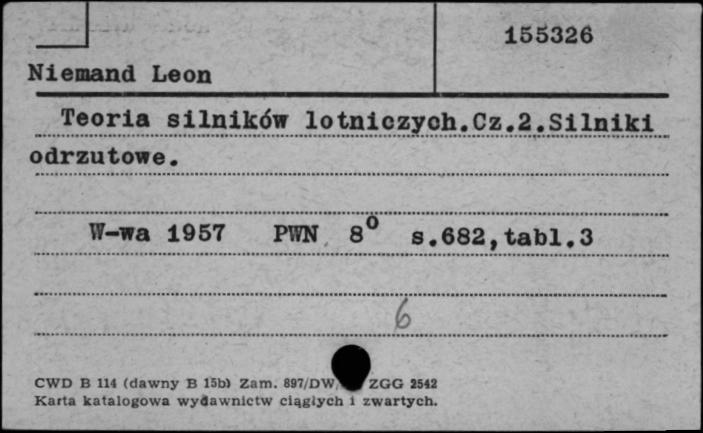 155326
Niemand Leon
Teoria silników lotniczych.Cz.2.Silniki
odrzutowe.
W-wa 1957 PWN 8° s.682,tabl.3
6
CWD B 114 (dawny B 15b) Zam. 897/DW/ ZGG 2542
Karta katalogowa wydawnictw ciągłych i zwartych.